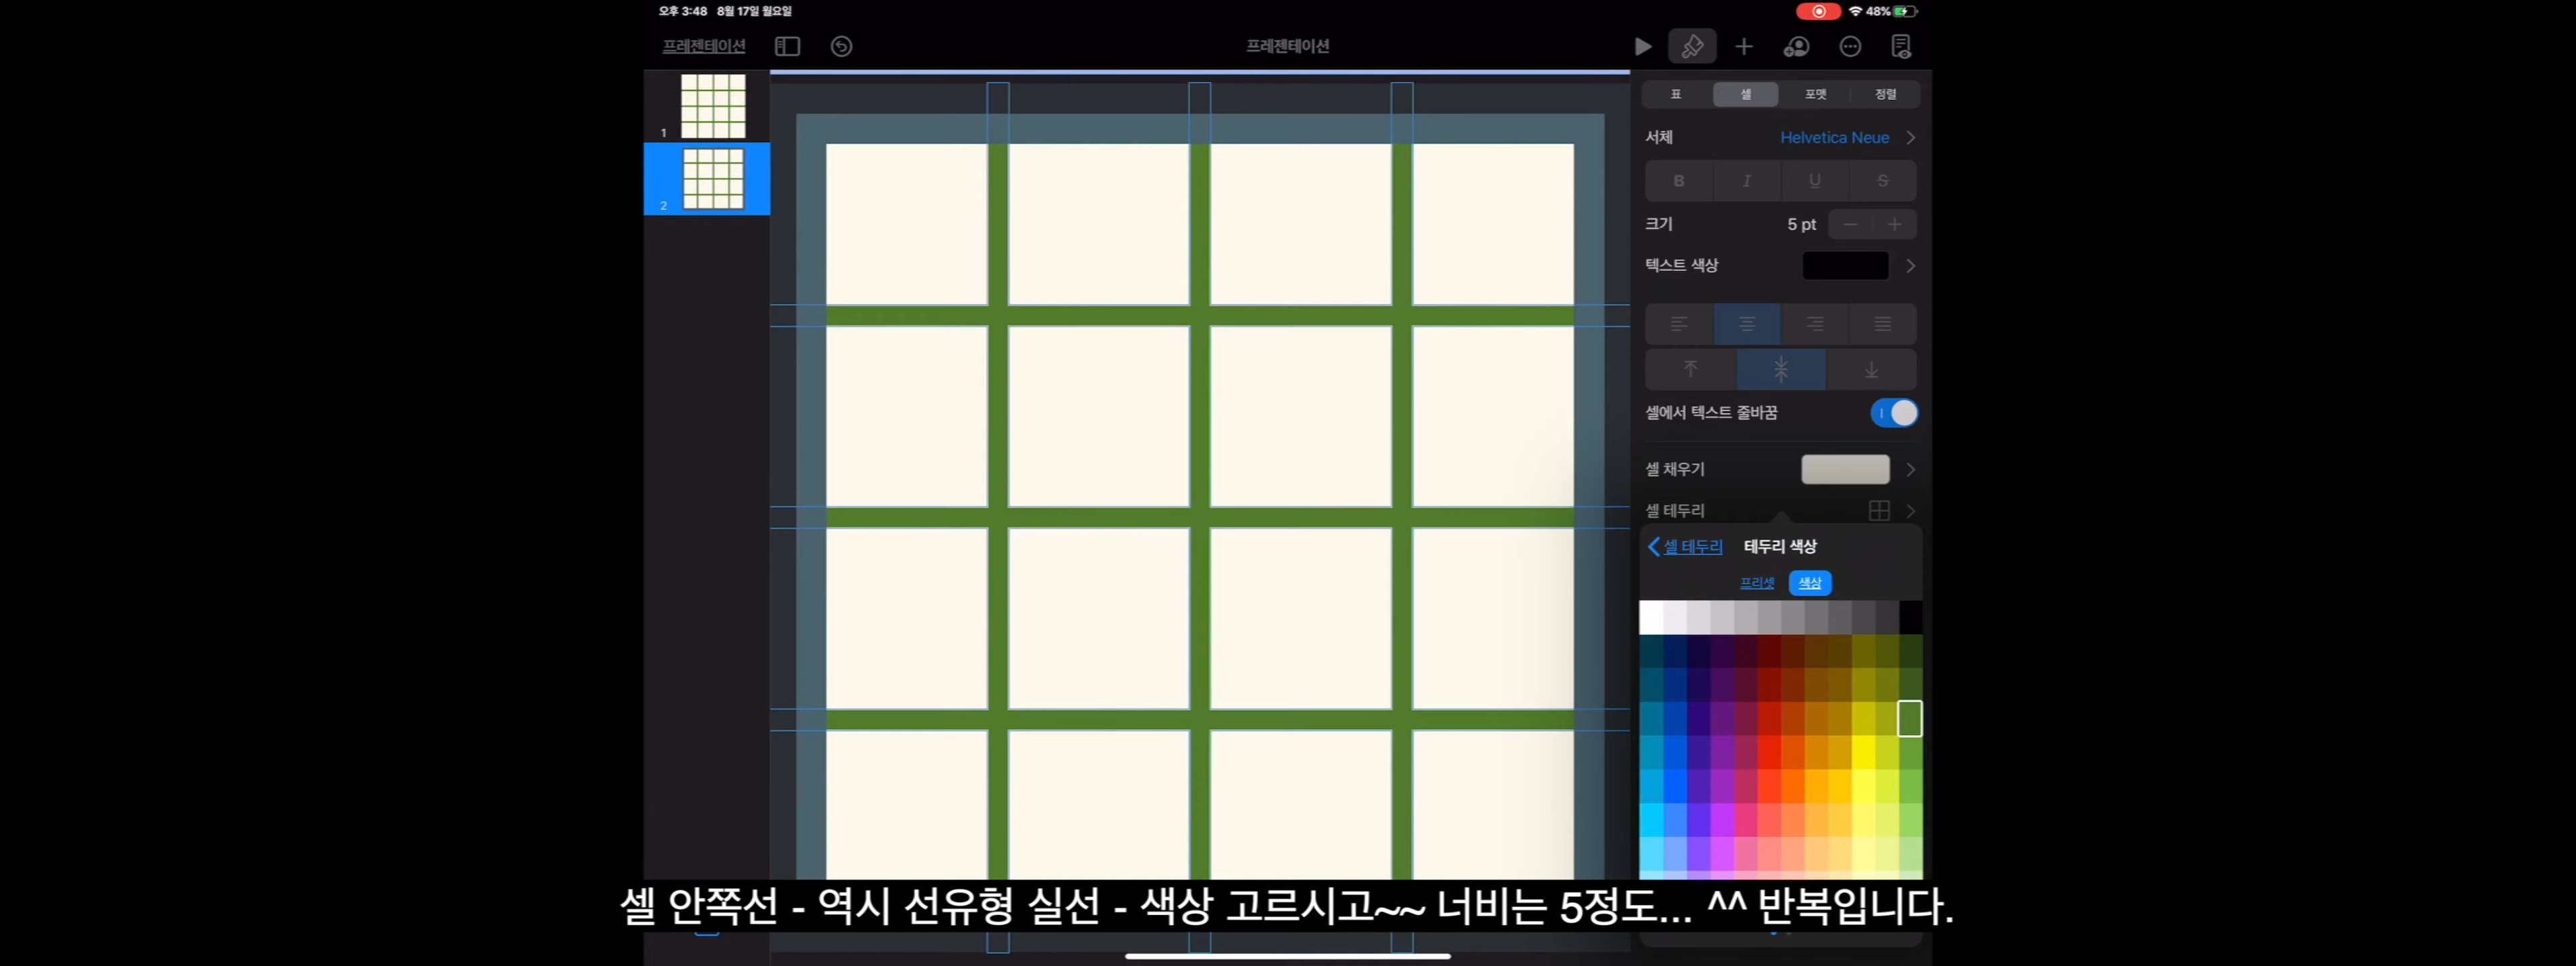 오후 3:48 8월 17일 월요일
48%
프레젠테이션
프레젠테이션
표 셀 포맷 정렬
1
서체 Helvetica Neue
B I U S
2
크기 5 pt
텍스트 색상
셀에서 텍스트 줄바꿈
셀 채우기
셀 테두리
셀 테두리 테두리 색상
프리셋 색상
셀 안쪽선 - 역시 선유형 실선 - 색상 고르시고~~ 너비는 5정도... ^^ 반복입니다.